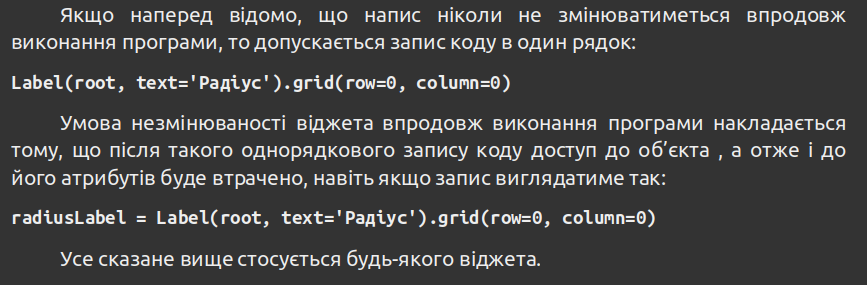 Якщо наперед відомо, що напис ніколи не змінюватиметься впродовж
виконання програми, то допускається запис коду в один рядок:
Label(root, text='Радіус').grid(row=0, column=0)
Умова незмінюваності віджета впродовж виконання програми накладається
тому, що після такого однорядкового запису коду доступ до об’єкта , а отже і до
його атрибутів буде втрачено, навіть якщо запис виглядатиме так:
radiusLabel = Label(root, text='Радіус').grid(row=0, column=0)
Усе сказане вище стосується будь-якого віджета.